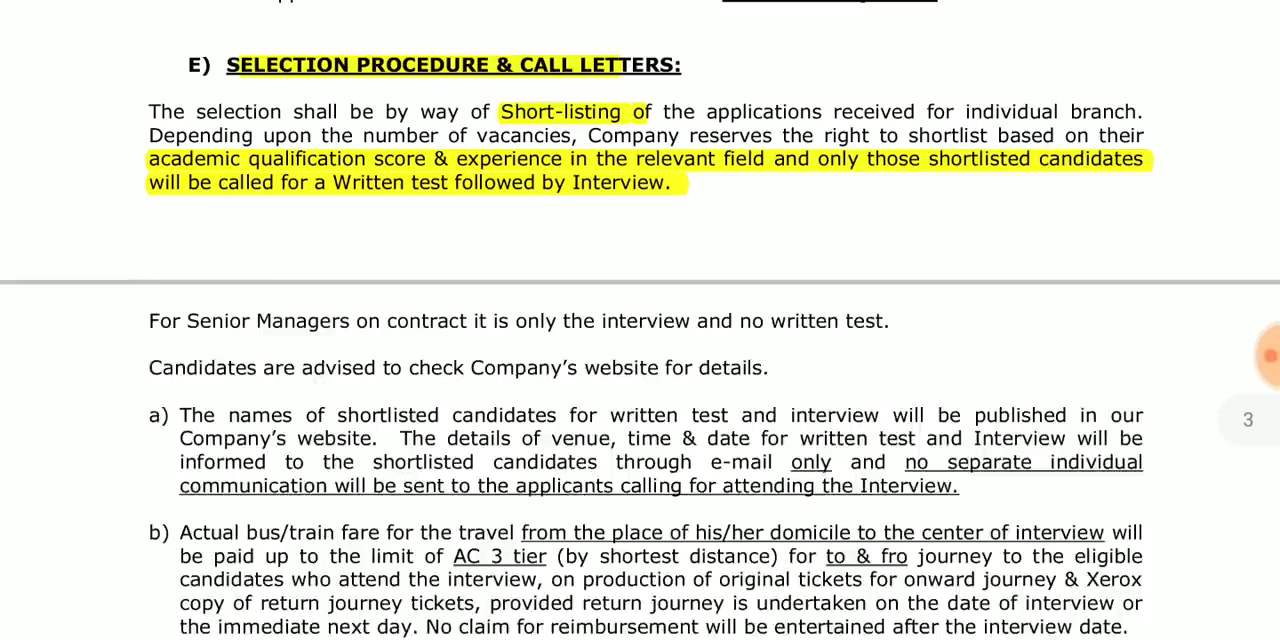 E) SELECTION PROCEDURE & CALL LETTERS:
The selection shall be by way of Short-listing of the applications received for individual branch.
Depending upon the number of vacancies, Company reserves the right to shortlist based on their
academic qualification score & experience in the relevant field and only those shortlisted candidates
will be called for a Written test followed by Interview.
For Senior Managers on contract it is only the interview and no written test.
Candidates are advised to check Company’s website for details.
a) The names of shortlisted candidates for written test and interview will be published in our
Company’s website. The details of venue, time & date for written test and Interview will be
informed to the shortlisted candidates through e-mail only and no separate individual
communication will be sent to the applicants calling for attending the Interview.
3
b) Actual bus/train fare for the travel from the place of his/her domicile to the center of interview will
be paid up to the limit of AC 3 tier (by shortest distance) for to & fro journey to the eligible
candidates who attend the interview, on production of original tickets for onward journey & Xerox
copy of return journey tickets, provided return journey is undertaken on the date of interview or
the immediate next day. No claim for reimbursement will be entertained after the interview date.